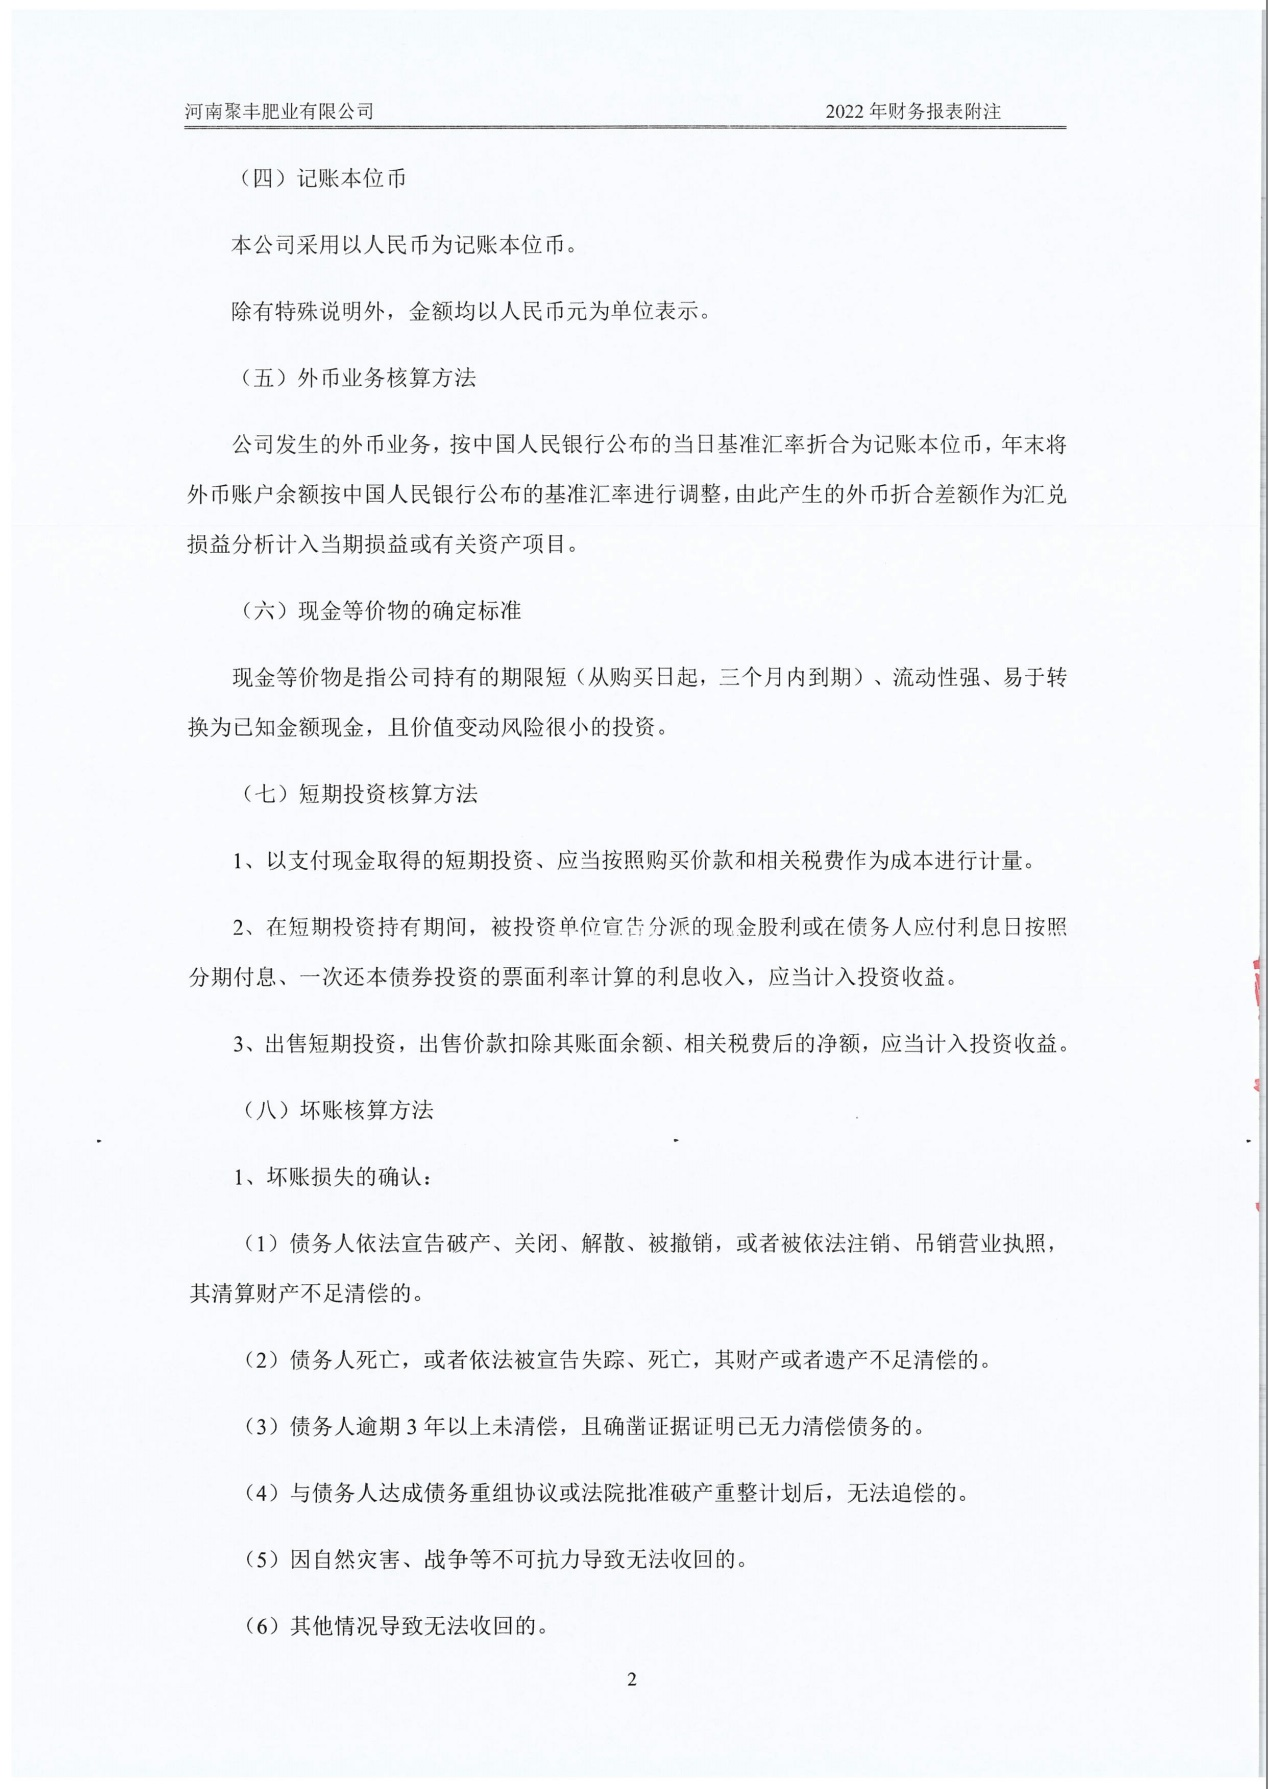 河南聚丰肥业有限公司
2022 年财务报表附注
（四）记账本位币
本公司采用以人民币为记账本位币。
除有特殊说明外，金额均以人民币元为单位表示。
（五）外币业务核算方法
公司发生的外币业务，按中国人民银行公布的当日基准汇率折合为记账本位币，年末将
外币账户余额按中国人民银行公布的基准汇率进行调整，由此产生的外币折合差额作为汇兑
损益分析计入当期损益或有关资产项目。
（六）现金等价物的确定标准
现金等价物是指公司持有的期限短（从购买日起，三个月内到期）、流动性强、易于转
换为已知金额现金，且价值变动风险很小的投资。
（七）短期投资核算方法
1、以支付现金取得的短期投资、应当按照购买价款和相关税费作为成本进行计量。
2、在短期投资持有期间，被投资单位宣告分派的现金股利或在债务人应付利息日按照
分期付息、一次还本债券投资的票面利率计算的利息收入，应当计入投资收益。
3、出售短期投资，出售价款扣除其账面余额、相关税费后的净额，应当计入投资收益。
（八）坏账核算方法
1、坏账损失的确认：
（1）债务人依法宣告破产、关闭、解散、被撤销，或者被依法注销、吊销营业执照，
其清算财产不足清偿的。
（2）债务人死亡，或者依法被宣告失踪、死亡，其财产或者遗产不足清偿的。
（3）债务人逾期 3 年以上未清偿，且确凿证据证明已无力清偿债务的。
（4）与债务人达成债务重组协议或法院批准破产重整计划后，无法追偿的。
（5）因自然灾害、战争等不可抗力导致无法收回的。
（6）其他情况导致无法收回的。
2